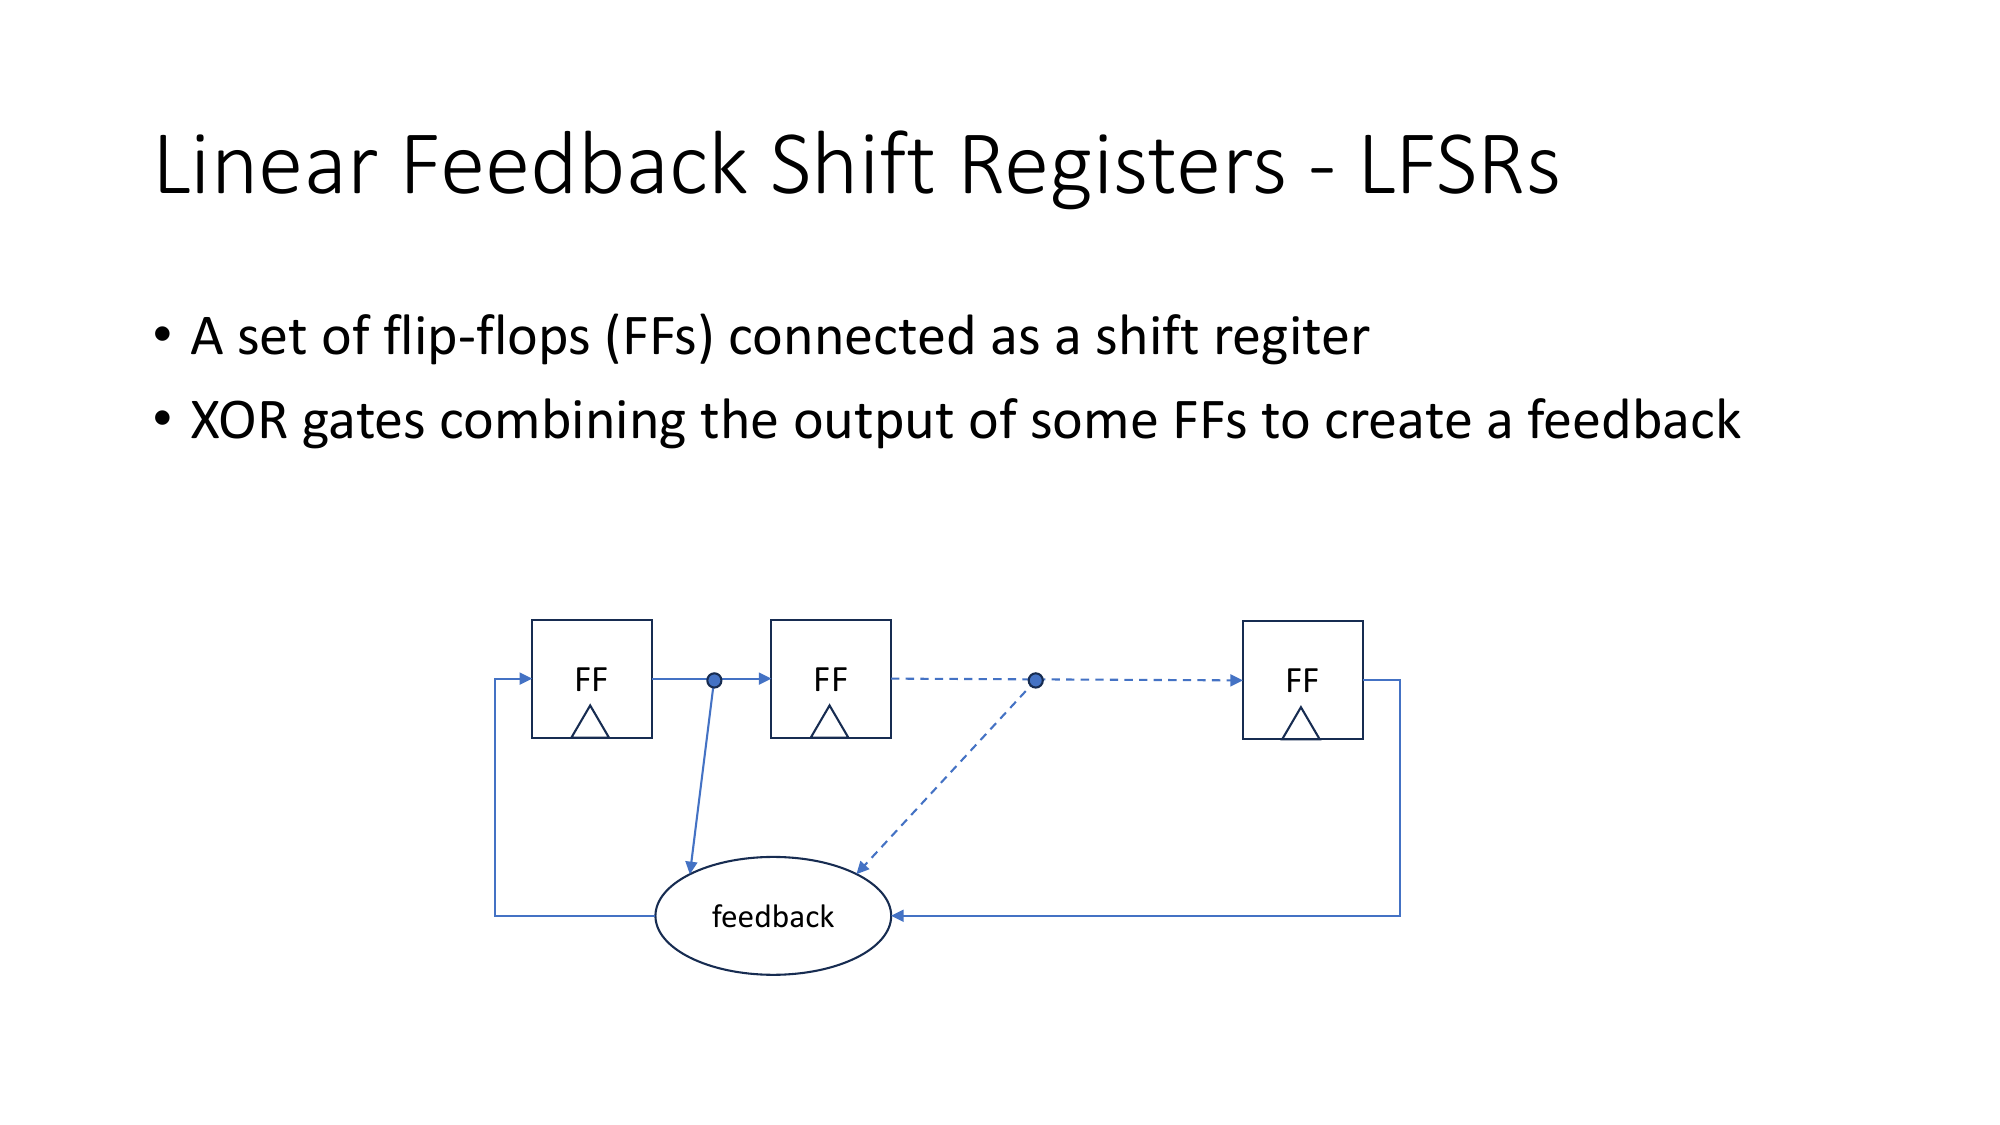 Linear Feedback Shift Registers - LFSRs
• A set of flip-flops (FFs) connected as a shift regiter
• XOR gates combining the output of some FFs to create a feedback
FF
FF
FF
feedback